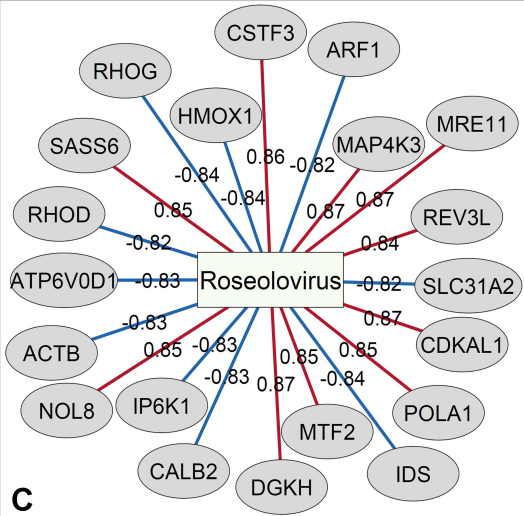 CSTF3
ARF1
RHOG
HMOX1
MRE11
MAP4K3
SASS6
0.86
-0.82
-0.84
-0.84
0.87
0.87
0.85
RHOD
REV3L
-0.82
0.84
ATP6V0D1
-0.83
Roseolovirus
-0.82
SLC31A2
-0.83
0.87
ACTB
0.85
-0.83
0.85
0.85
CDKAL1
-0.83
0.87
-0.84
NOL8
IP6K1
POLA1
MTF2
CALB2
DGKH
IDS
C